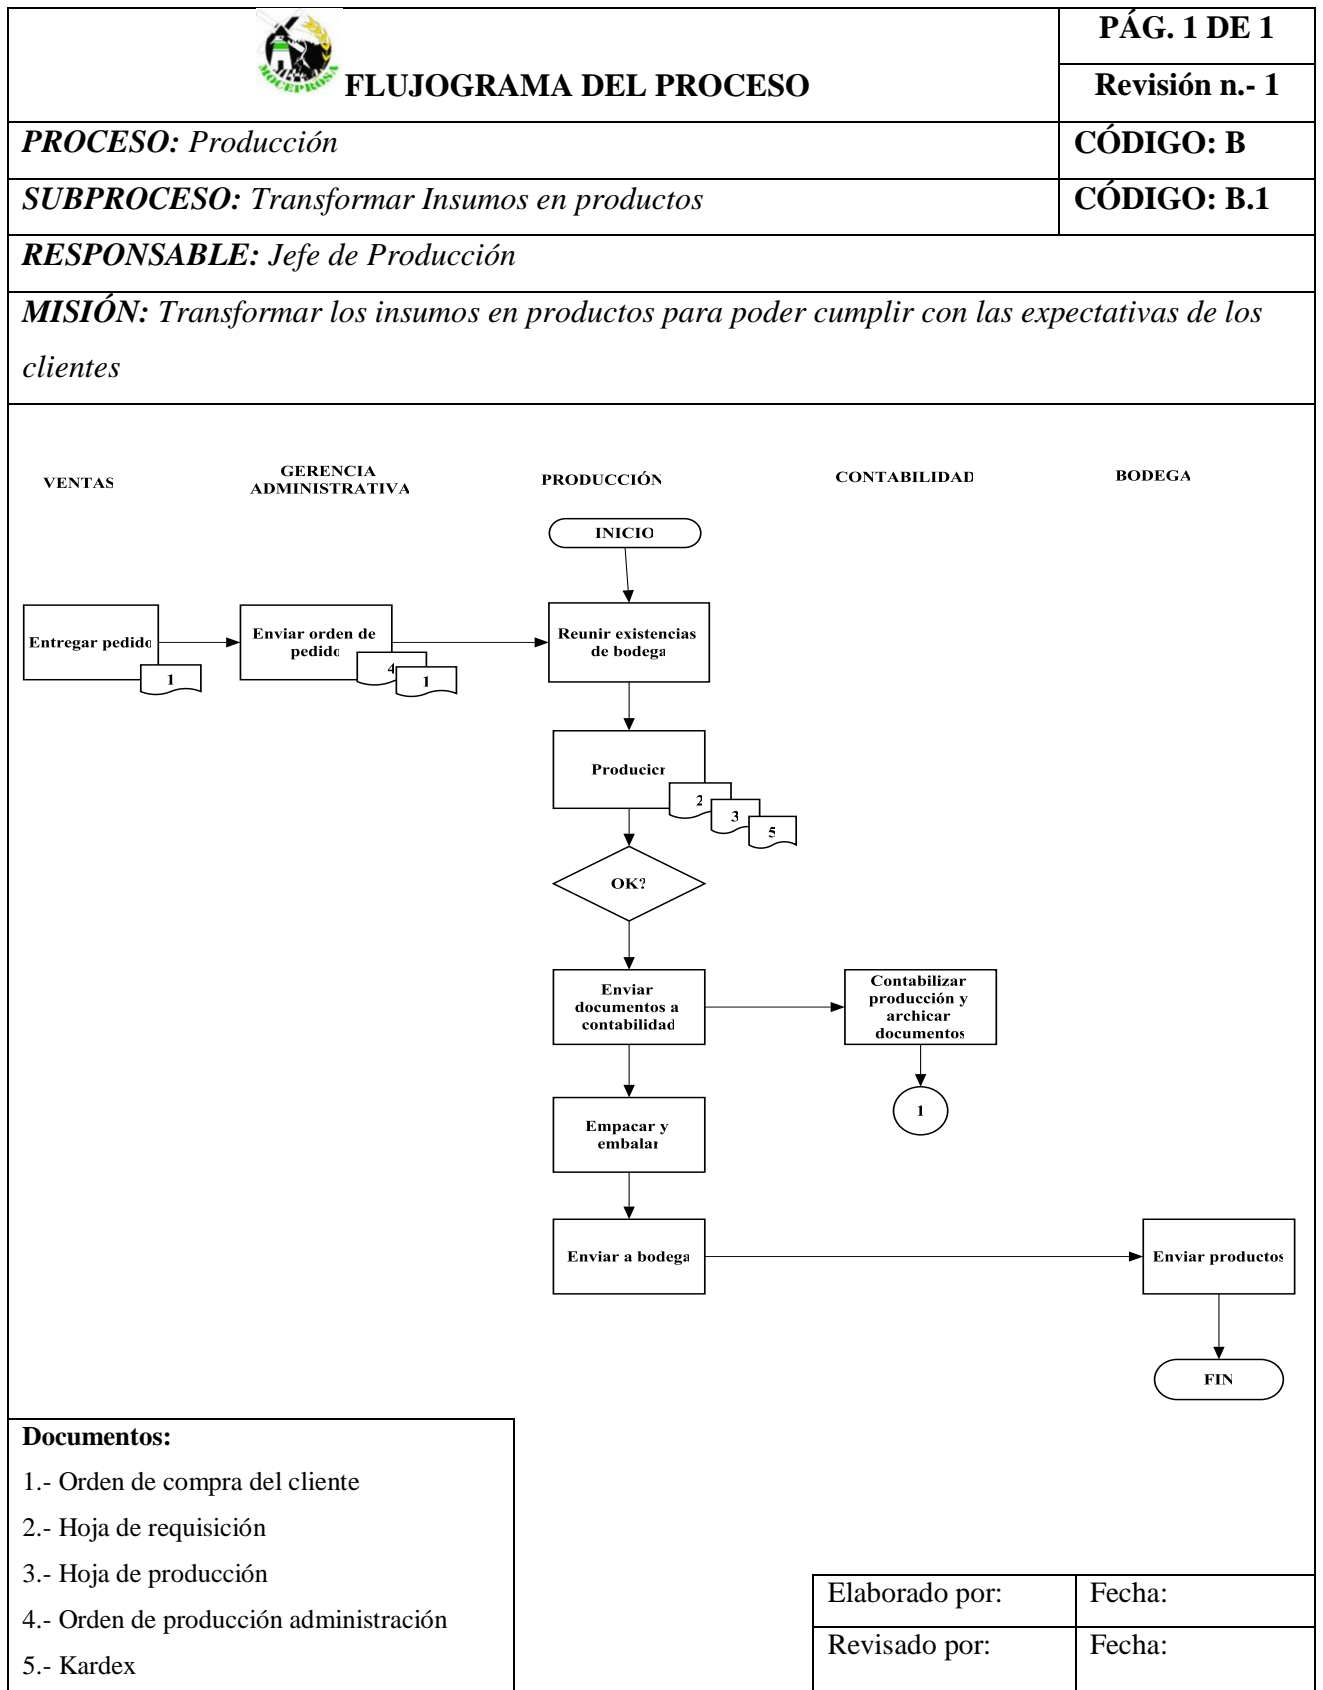 MOCEPROSA
FLUJOGRAMA DEL PROCESO
PÁG. 1 DE 1
Revisión n.- 1
PROCESO: Producción
CÓDIGO: B
SUBPROCESO: Transformar Insumos en productos
CÓDIGO: B.1
RESPONSABLE: Jefe de Producción
MISIÓN: Transformar los insumos en productos para poder cumplir con las expectativas de los
clientes
VENTAS
GERENCIA
ADMINISTRATIVA
PRODUCCIÓN
CONTABILIDAD
BODEGA
INICIO
Entregar pedido
1
Enviar orden de
pedido
4
1
Reunir existencias
de bodega
Producicr
2
3
5
OK?
Enviar
documentos a
contabilidad
Contabilizar
producción y
archicar
documentos
1
Empacar y
embalar
Enviar a bodega
Enviar productos
FIN
Documentos:
1.- Orden de compra del cliente
2.- Hoja de requisición
3.- Hoja de producción
4.- Orden de producción administración
5.- Kardex
Elaborado por:
Fecha:
Revisado por:
Fecha: